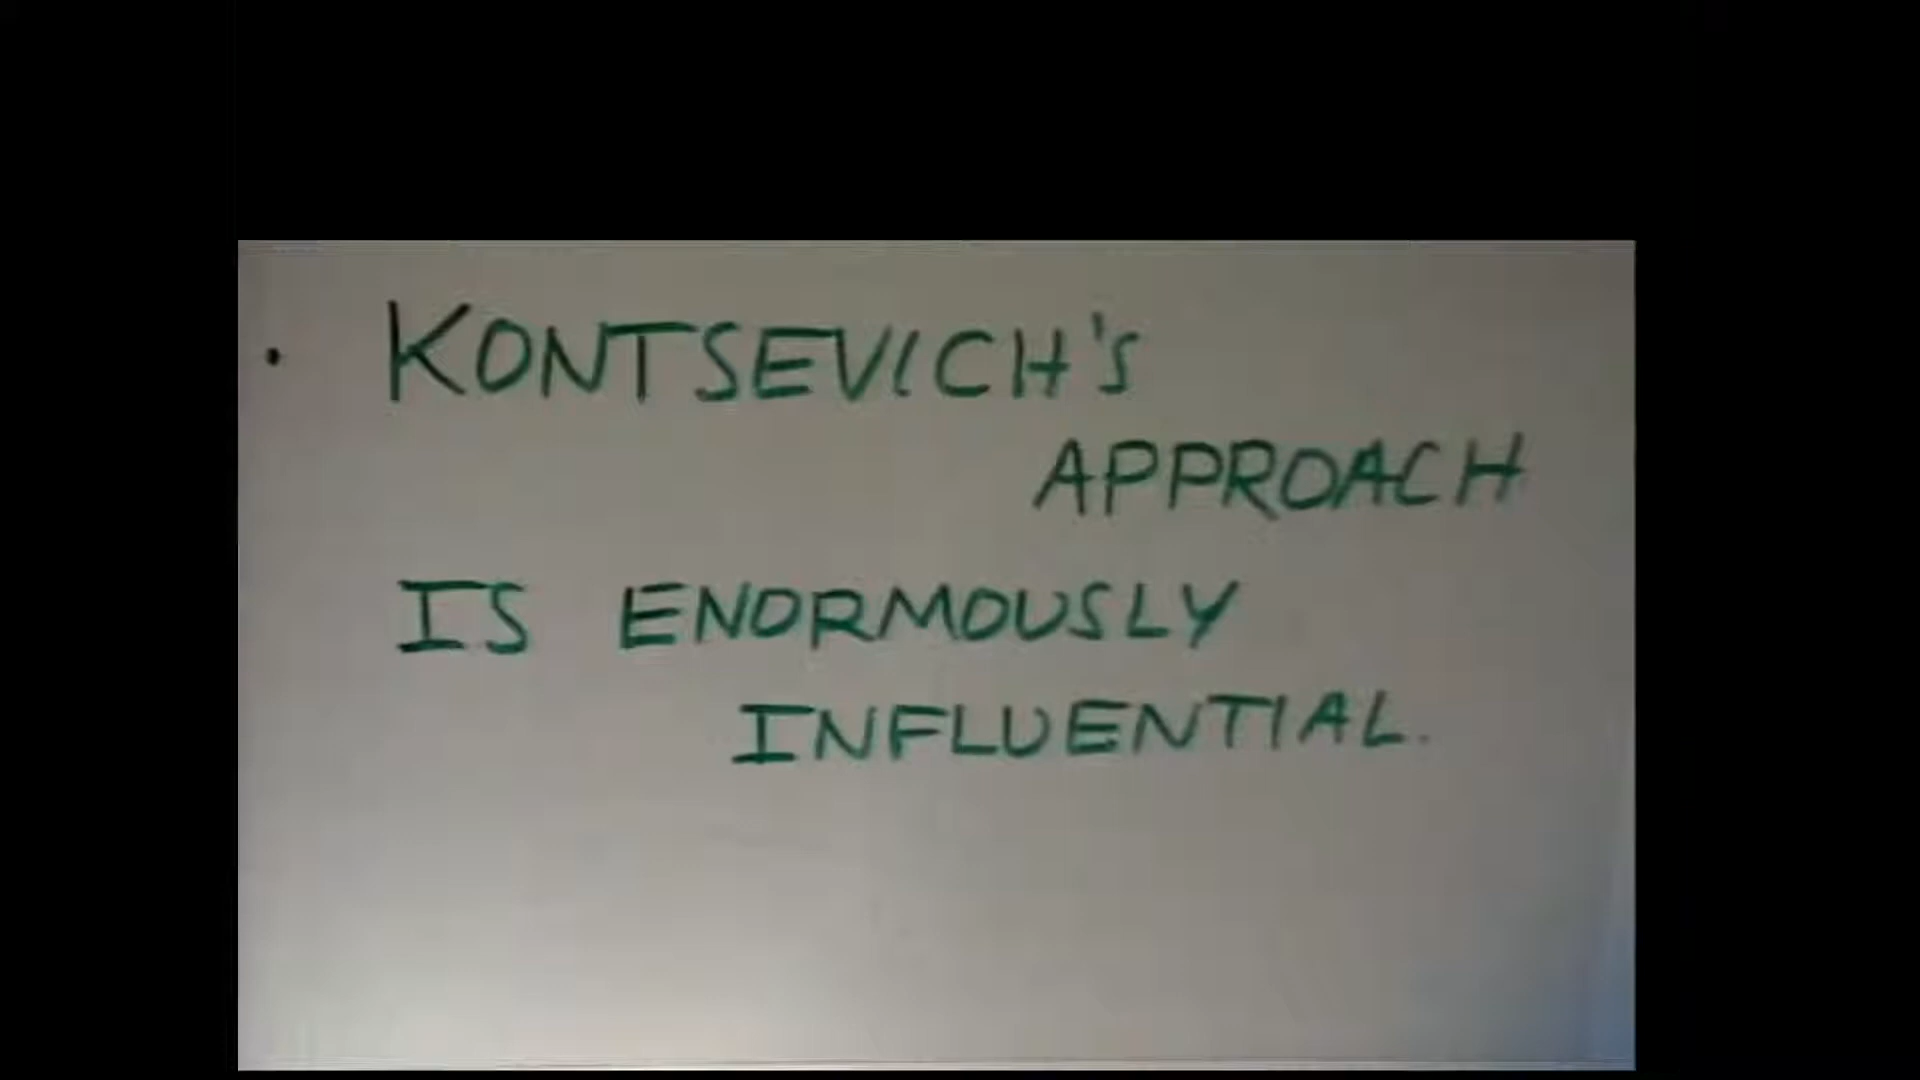 • KONTSEVICH'S
APPROACH
IS ENORMOUSLY
INFLUENTIAL.